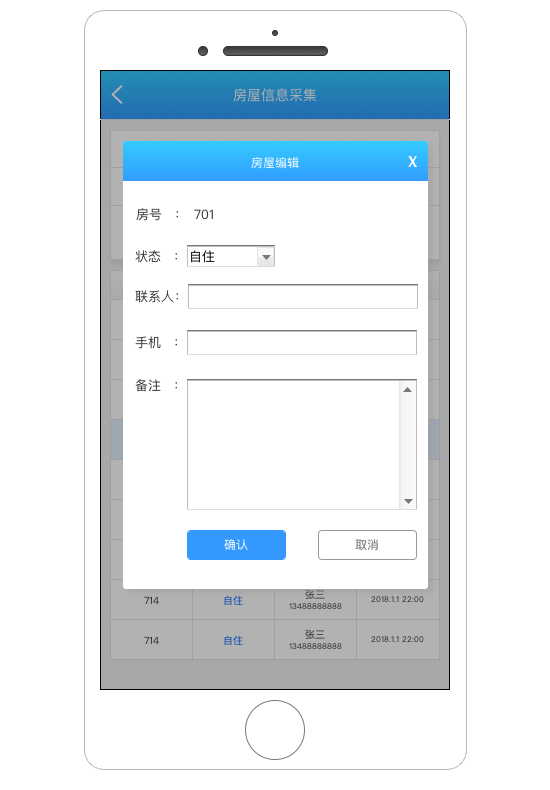 房屋信息采集
房屋编辑 X
房号 : 701
状态 : 自住
联系人:
手机 :
备注 :
确认 取消
714 自住 张三 13488888888 2018.1.1 22:00
714 自住 张三 13488888888 2018.1.1 22:00